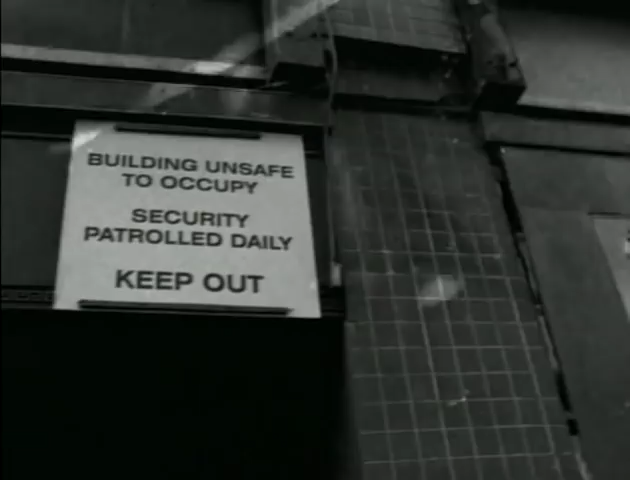 BUILDING UNSAFE
TO OCCUPY
SECURITY
PATROLLED DAILY
KEEP OUT